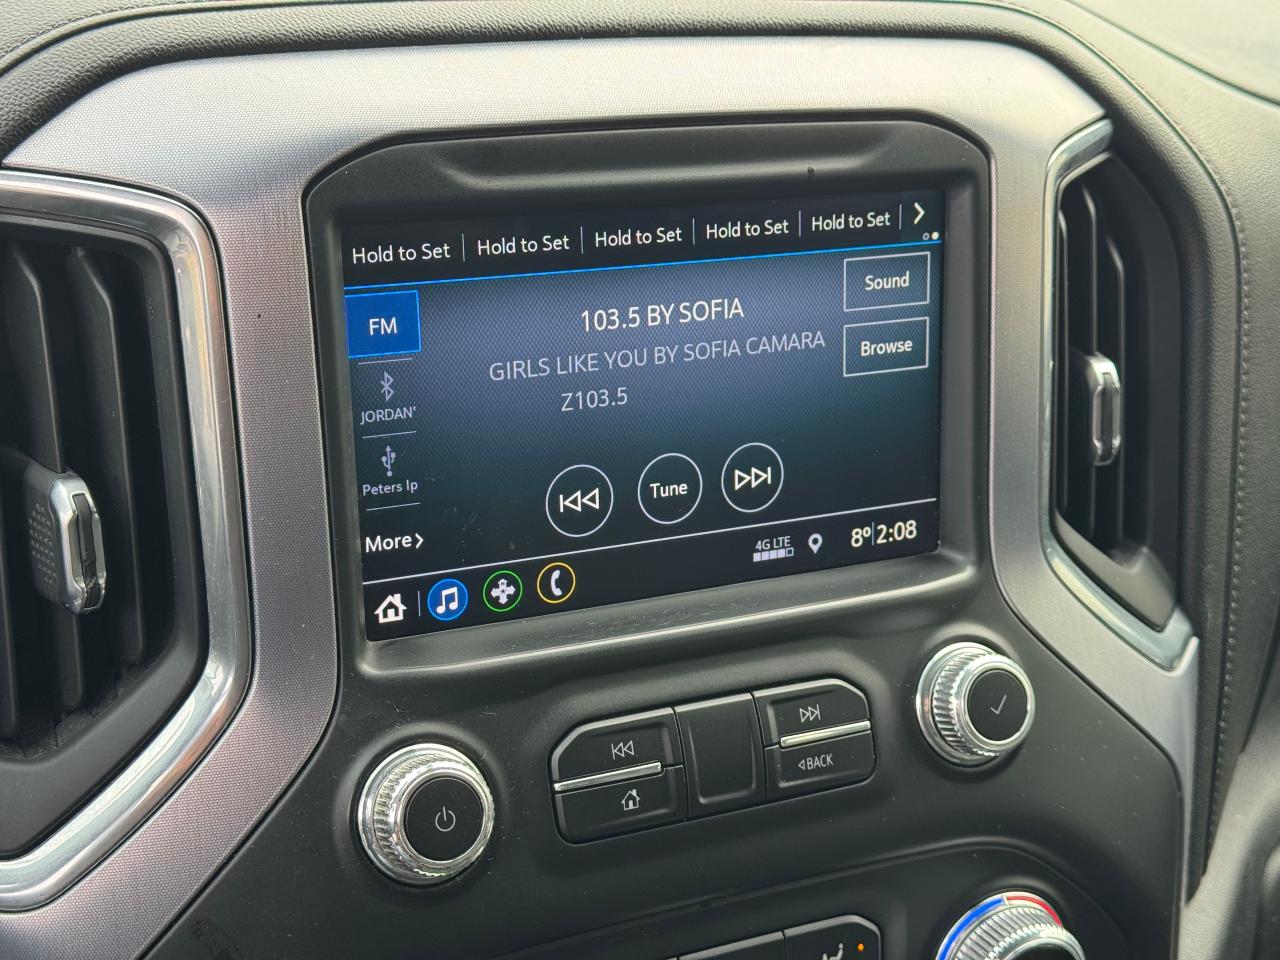 Hold to Set Hold to Set Hold to Set Hold to Set Hold to Set
FM
Sound
103.5 BY SOFIA
GIRLS LIKE YOU BY SOFIA CAMARA
Browse
Z103.5
JORDAN'
Peters Ip
Tune
More
4G LTE
8° 2:08
BACK